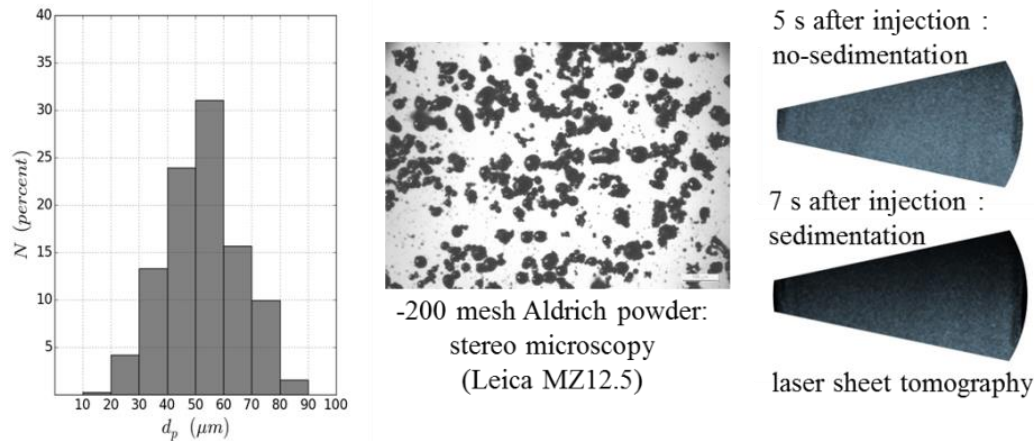 40
35
30
25
20
15
10
5
N (percent)
10 20 30 40 50 60 70 80 90 100
d_p (μm)
-200 mesh Aldrich powder:
stereo microscopy
(Leica MZ12.5)
5 s after injection :
no-sedimentation
7 s after injection :
sedimentation
laser sheet tomography